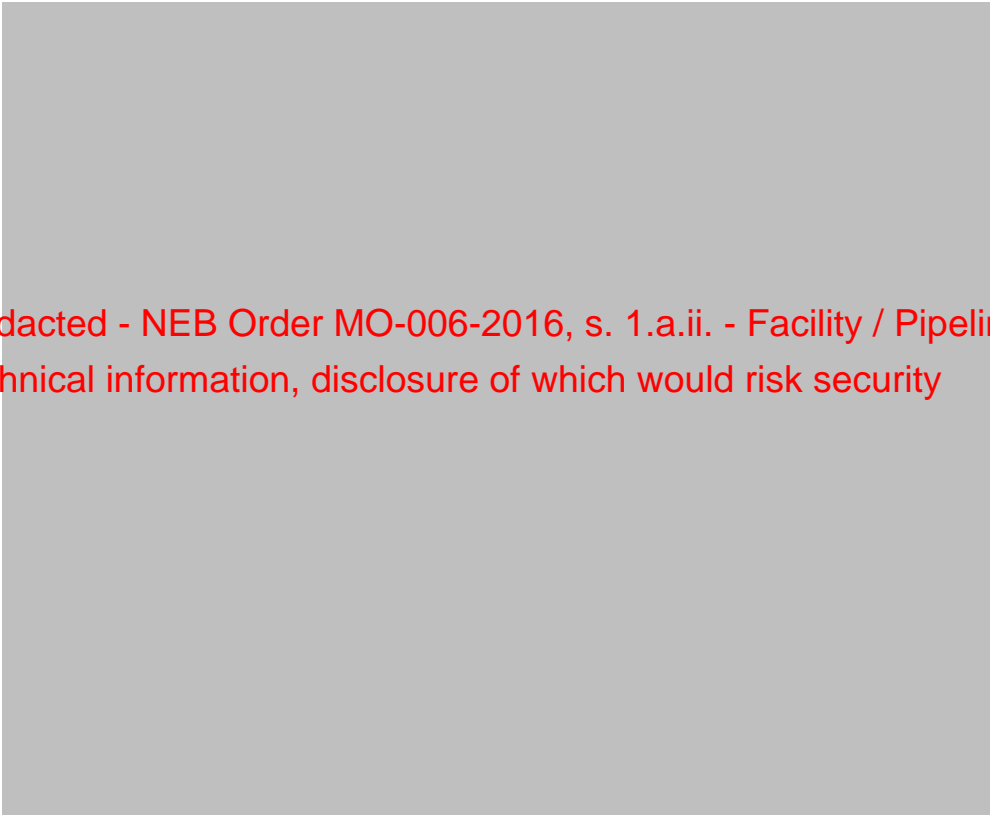 dacted - NEB Order MO-006-2016, s. 1.a.ii. - Facility / Pipelin
hnical information, disclosure of which would risk security